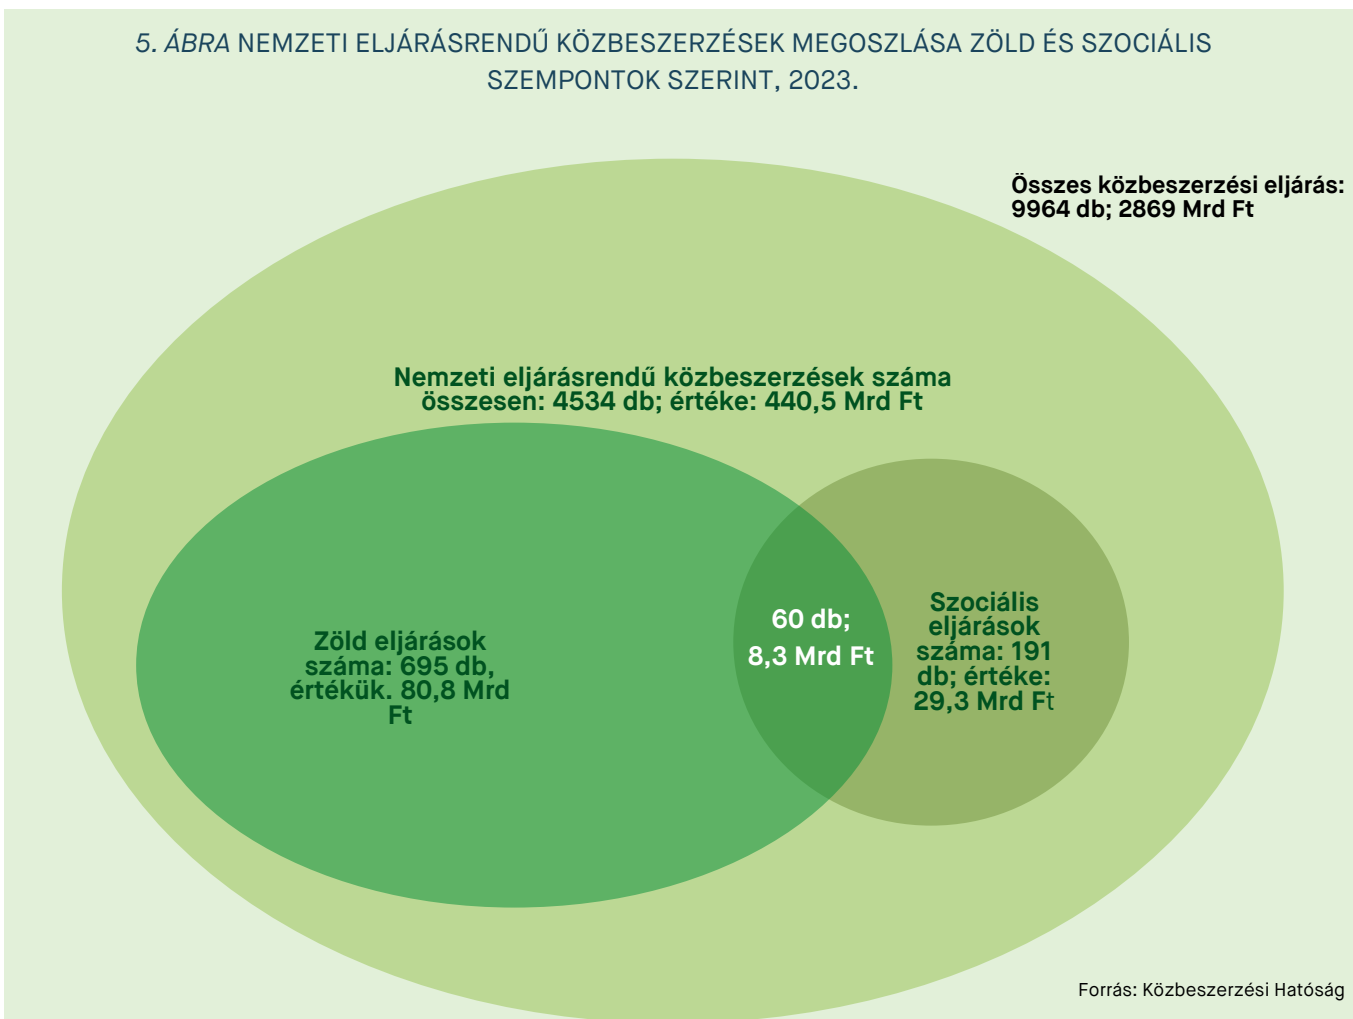 5. ÁBRA NEMZETI ELJÁRÁSRENDŰ KÖZBESZERZÉSEK MEGOSZLÁSA ZÖLD ÉS SZOCIÁLIS
SZEMPONTOK SZERINT, 2023.
Összes közbeszerzési eljárás:
9964 db; 2869 Mrd Ft
Nemzeti eljárásrendű közbeszerzések száma
összesen: 4534 db; értéke: 440,5 Mrd Ft
Zöld eljárások
száma: 695 db,
értékük. 80,8 Mrd
Ft
60 db;
8,3 Mrd Ft
Szociális
eljárások
száma: 191
db; értéke:
29,3 Mrd Ft
Forrás: Közbeszerzési Hatóság